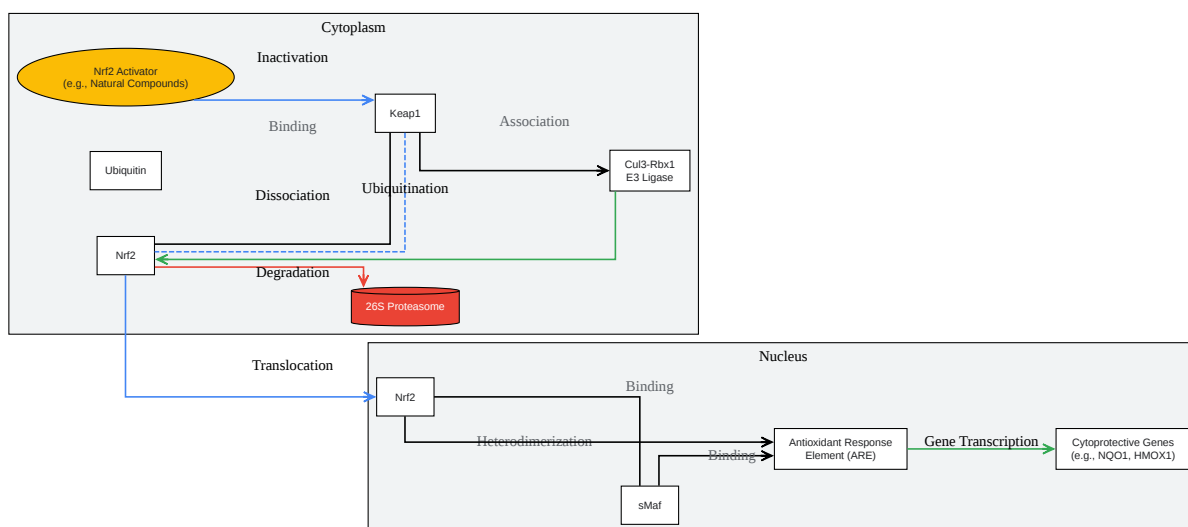 Cytoplasm
Inactivation
Nrf2 Activator
(e.g., Natural Compounds)
Keap1
Binding
Association
Ubiquitin
Cul3-Rbx1
E3 Ligase
Dissociation
Ubiquitination
Nrf2
Degradation
26S Proteasome
Translocation
Nucleus
Nrf2
Binding
Heterodimerization
Binding
Antioxidant Response
Element (ARE)
Gene Transcription
Cytoprotective Genes
(e.g., NQO1, HMOX1)
sMaf